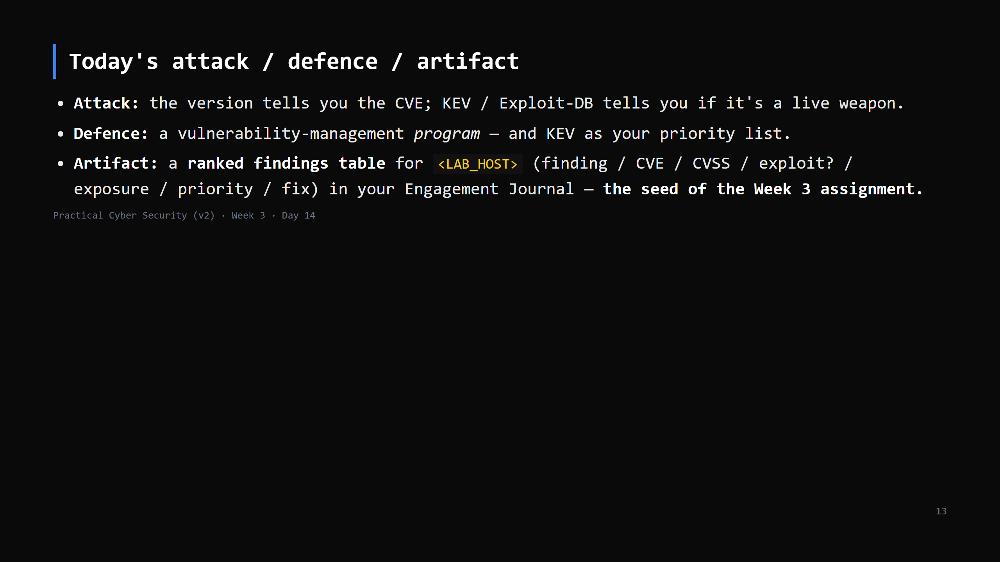 Today's attack / defence / artifact
• Attack: the version tells you the CVE; KEV / Exploit-DB tells you if it's a live weapon.
• Defence: a vulnerability-management program — and KEV as your priority list.
• Artifact: a ranked findings table for <LAB_HOST> (finding / CVE / CVSS / exploit? /
exposure / priority / fix) in your Engagement Journal — the seed of the Week 3 assignment.
Practical Cyber Security (v2) · Week 3 · Day 14
13